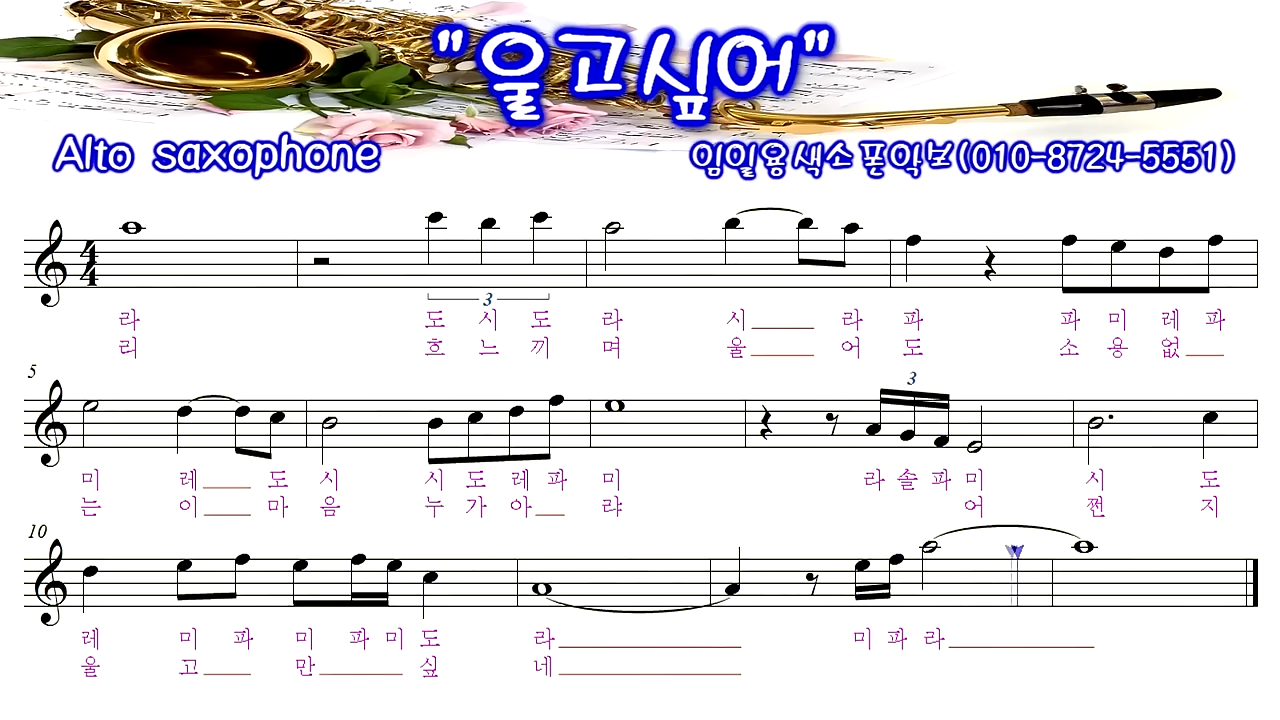 "울고싶어"
Alto saxophone
임일용색소폰악보(010-8724-5551)
4
4
3
라 도 시 도 라 시 라 파 파 미 레 파
리 흐 느 끼 며 울 어 도 소 용 없
5
3
미 레 도 시 시 도 레 파 미 라 솔 파 미 시 도
는 이 마 음 누 가 아 랴 어 쩐 지
10
레 미 파 미 파 미 도 라 미 파 라
울 고 만 싶 네